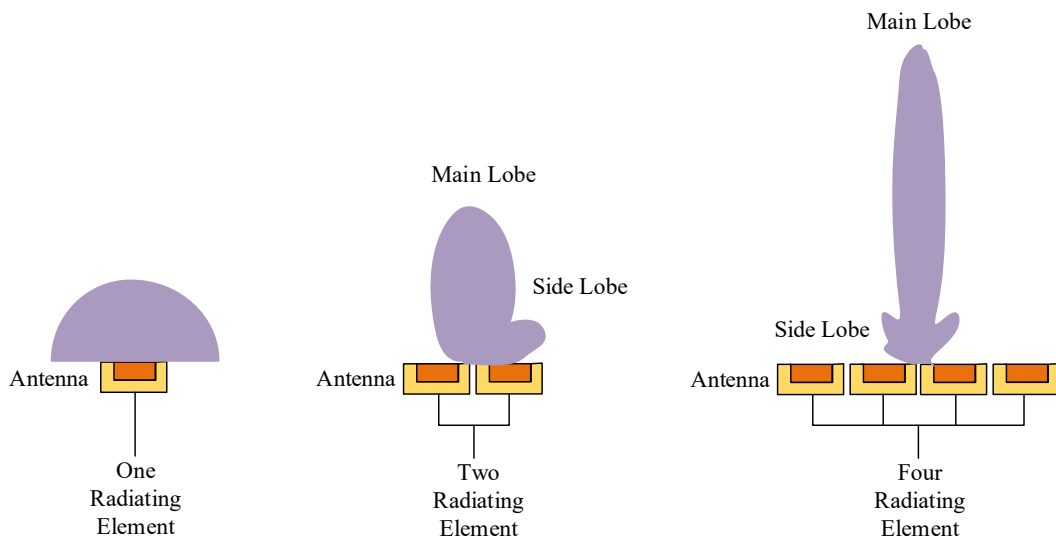 Main Lobe
Main Lobe
Side Lobe
Side Lobe
Antenna
Antenna
Antenna
One
Radiating
Element
Two
Radiating
Element
Four
Radiating
Element